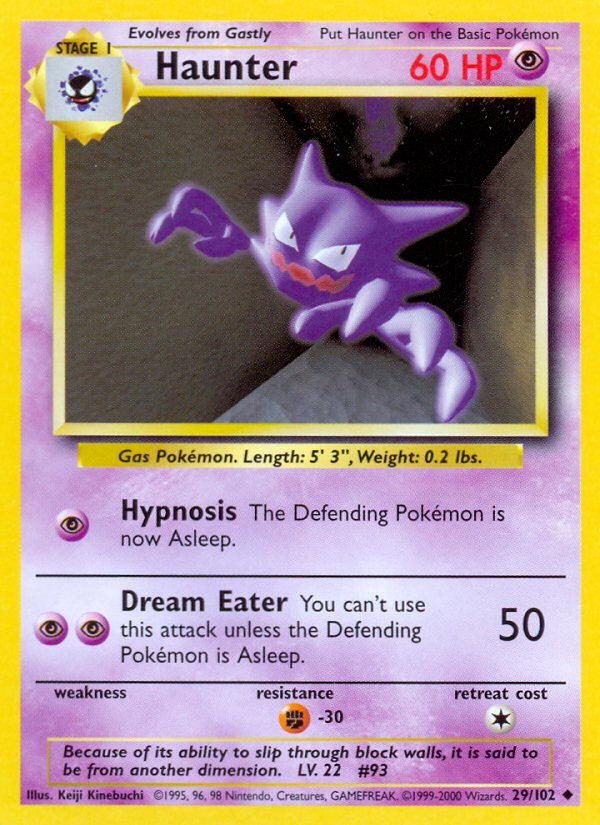 Evolves from Gastly
Put Haunter on the Basic Pokémon
STAGE 1
Haunter
60 HP
Gas Pokémon. Length: 5' 3", Weight: 0.2 lbs.
Hypnosis The Defending Pokémon is
now Asleep.
Dream Eater You can't use
this attack unless the Defending
Pokémon is Asleep.
50
weakness
resistance
retreat cost
-30
Because of its ability to slip through block walls, it is said to
be from another dimension. LV. 22 #93
Illus. Keiji Kinebuchi ©1995, 96, 98 Nintendo, Creatures, GAMEFREAK. ©1999-2000 Wizards. 29/102